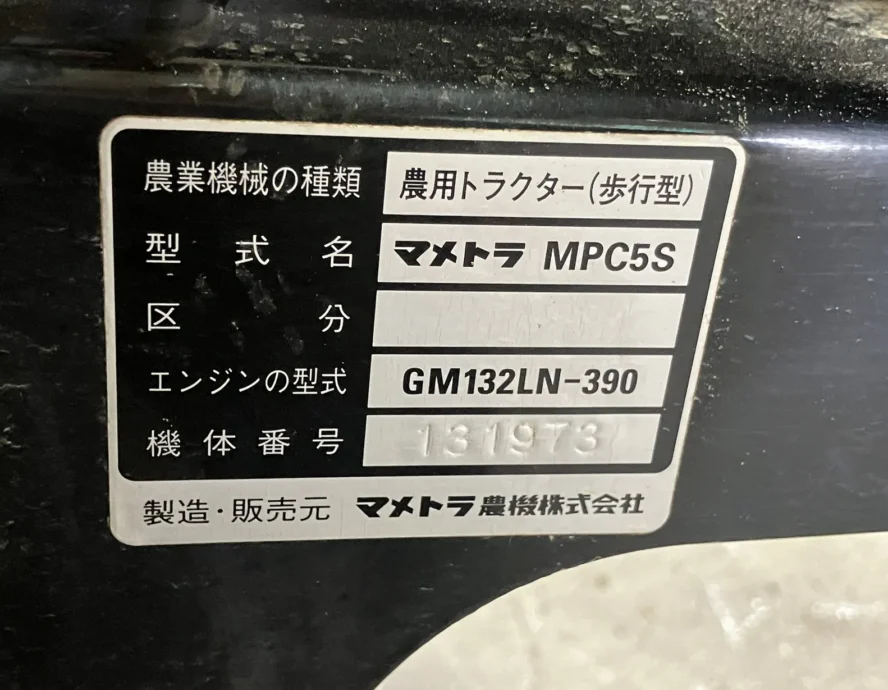 農業機械の種類 農用トラクター(歩行型)
型式名 マメトラ MPC5S
区分
エンジンの型式 GM132LN-390
機体番号 131973
製造・販売元 マメトラ農機株式会社